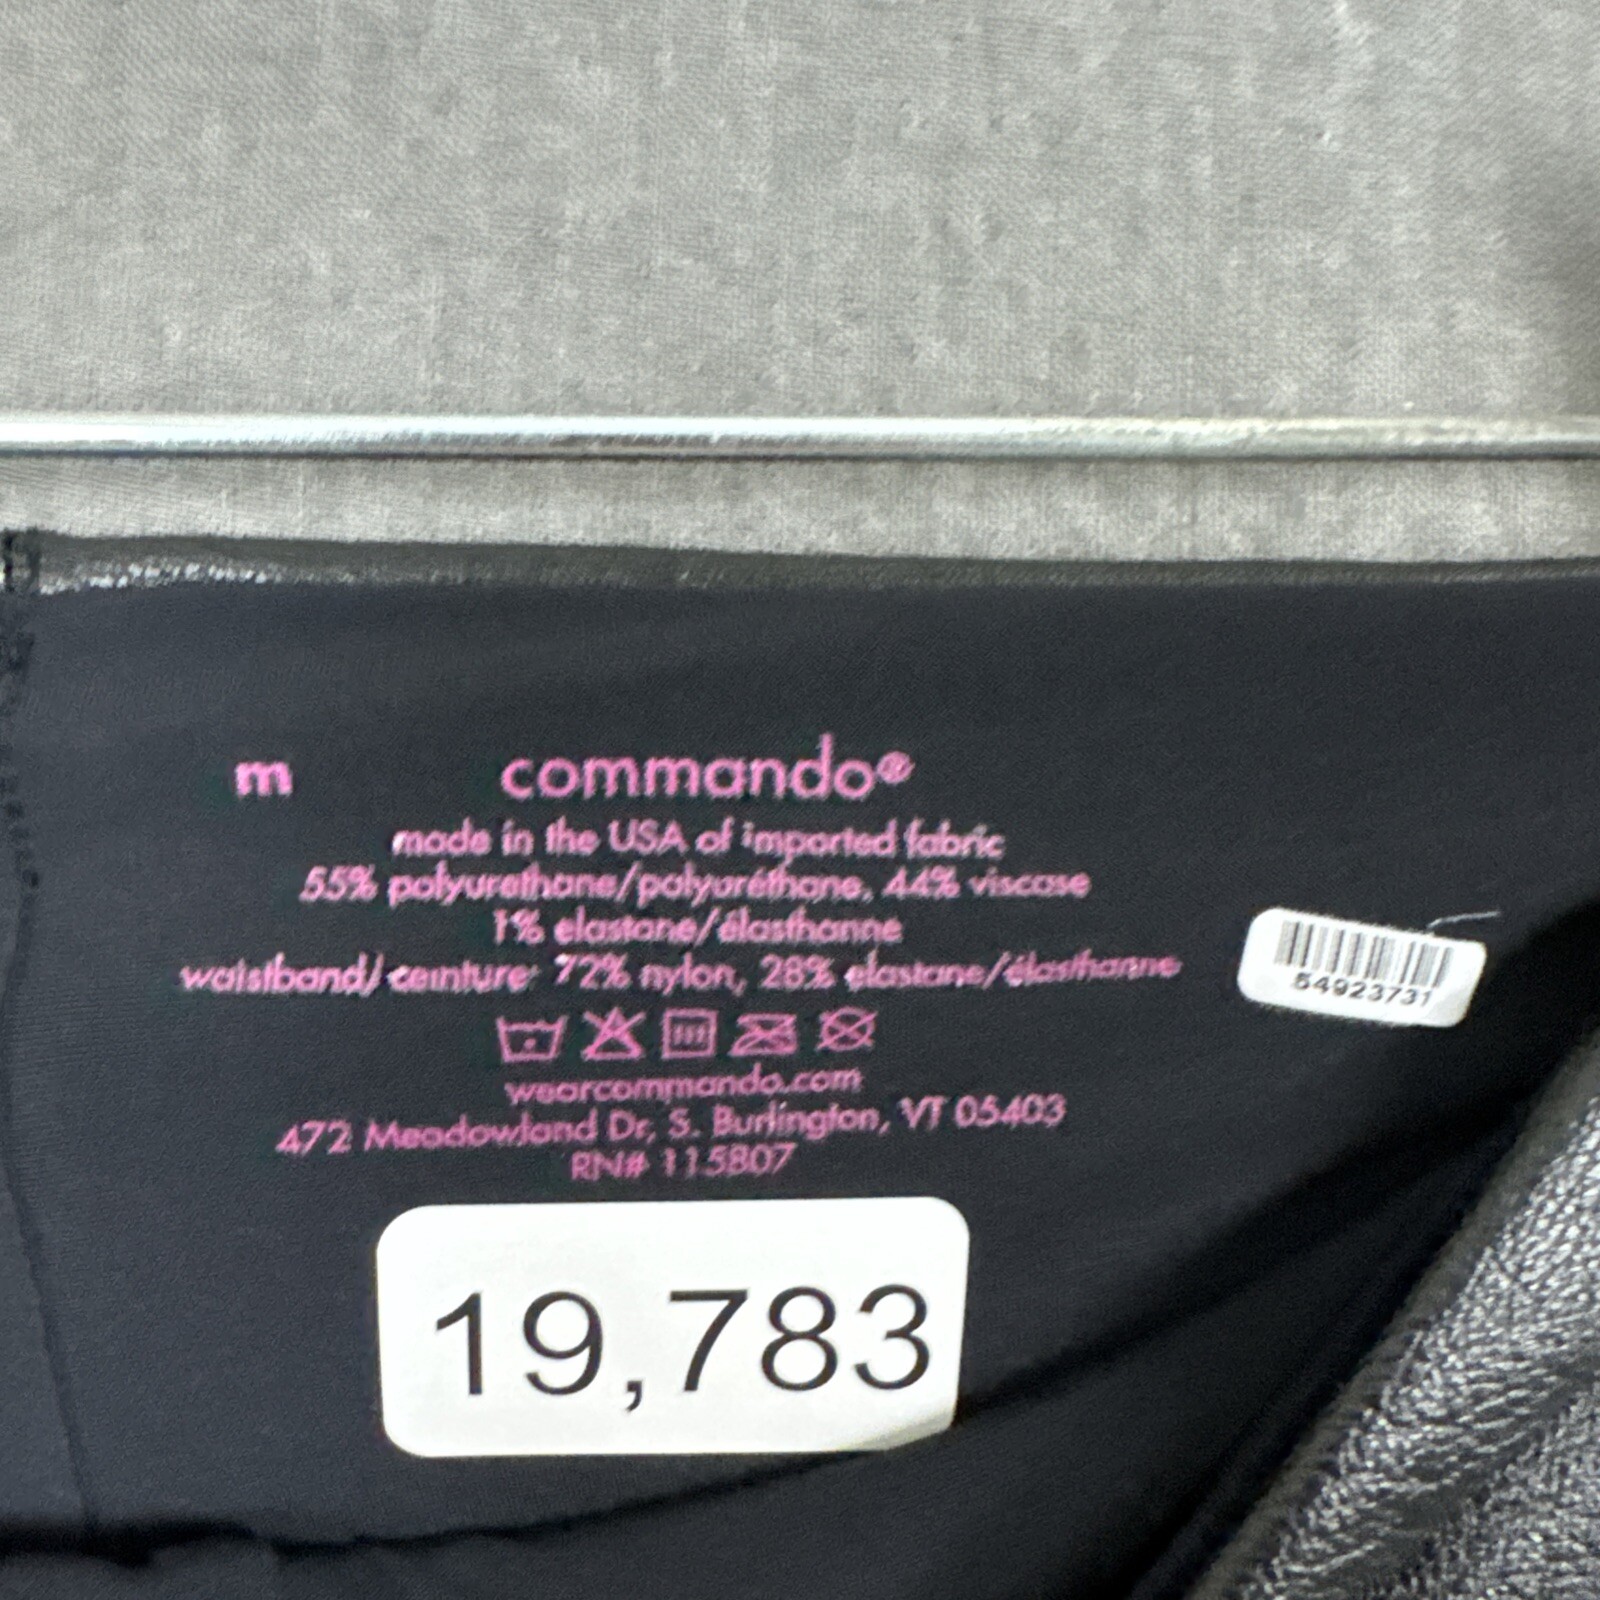 m commando®
made in the USA of imported fabric
55% polyurethane/polyuréthane, 44% viscose
1% elastane/élasthanne
waistband/ceinture: 72% nylon, 28% elastane/élasthanne
54923731
wearcommando.com
472 Meadowland Dr, S. Burlington, VT 05403
RN# 115807
19,783